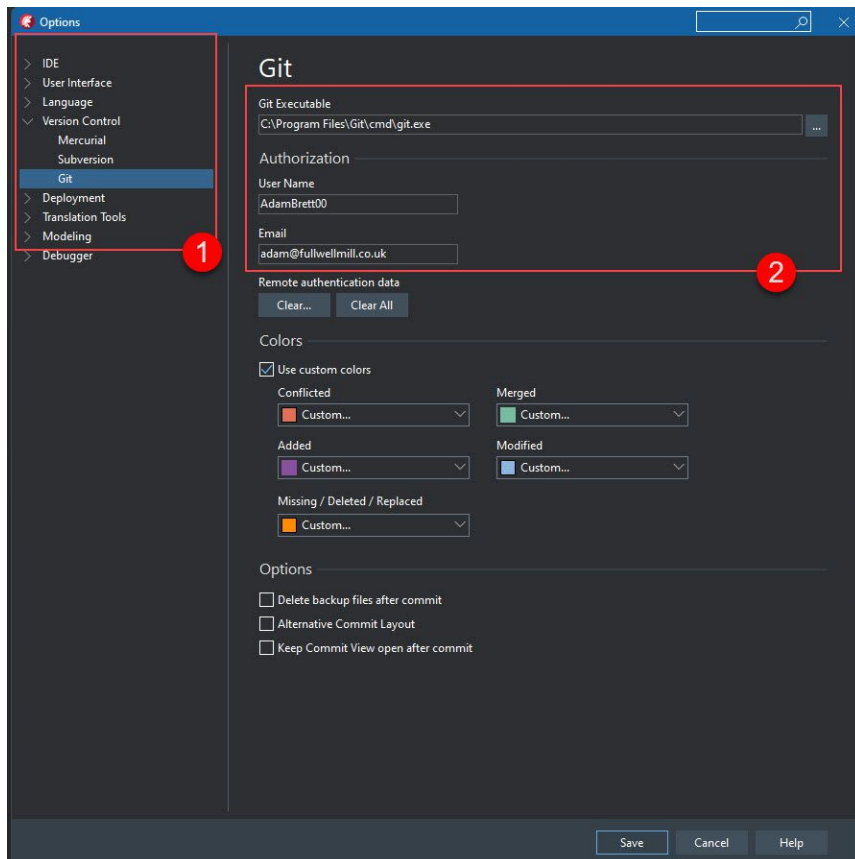 Options
IDE
User Interface
Language
Version Control
Mercurial
Subversion
Git
Deployment
Translation Tools
Modeling
Debugger
1
Git
Git Executable
C:\Program Files\Git\cmd\git.exe
...
Authorization
User Name
AdamBrett00
Email
adam@fullwellmill.co.uk
2
Remote authentication data
Clear... Clear All
Colors
Use custom colors
Conflicted Merged
Custom... Custom...
Added Modified
Custom... Custom...
Missing / Deleted / Replaced
Custom...
Options
Delete backup files after commit
Alternative Commit Layout
Keep Commit View open after commit
Save Cancel Help